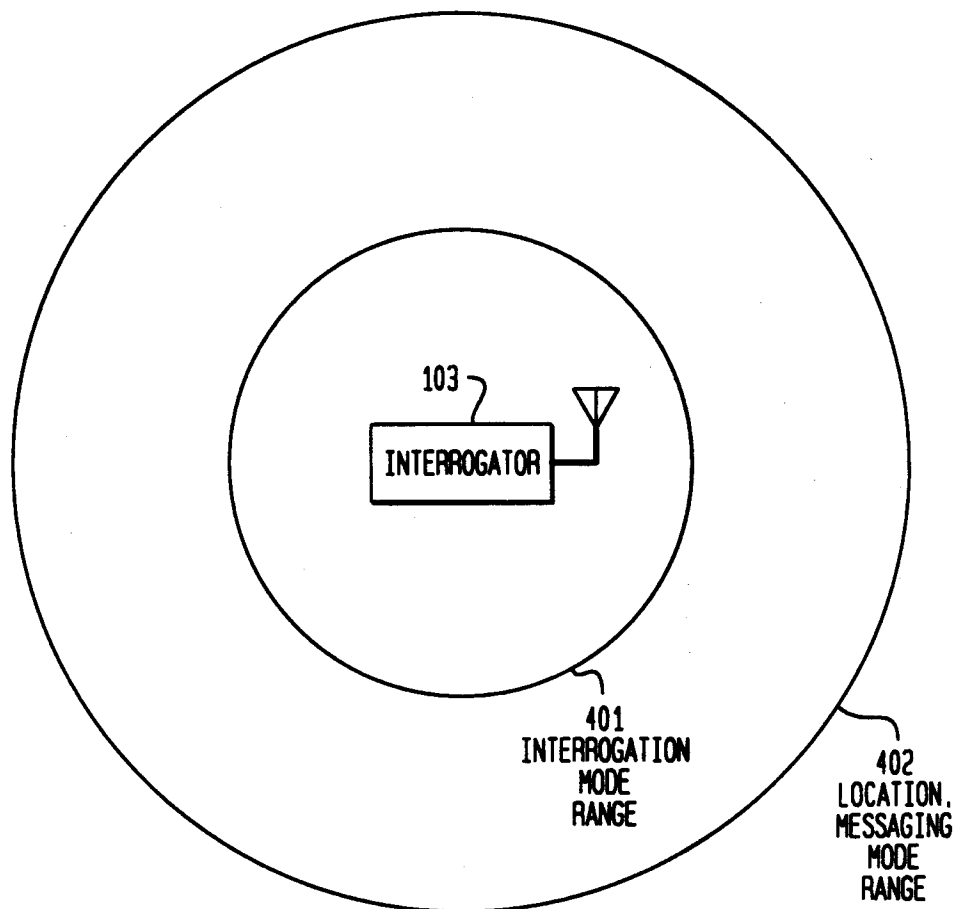 103
INTERROGATOR
401
INTERROGATION
MODE
RANGE
402
LOCATION,
MESSAGING
MODE
RANGE